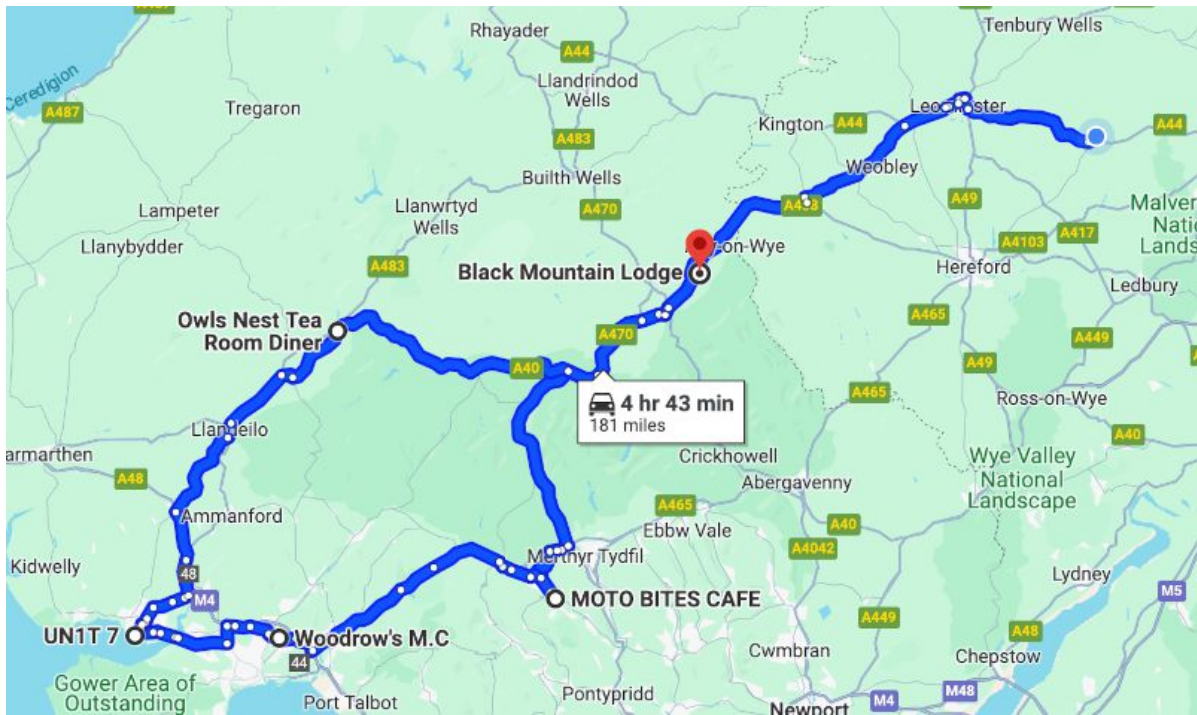 Tenbury Wells
Rhayader
A44
Llandrindod
Wells
Ceredigion
A487
Tregaron
A483
Kington
A44
Leominster
A44
Builth Wells
Weobley
Lampeter
Llanwrtyd
Wells
A470
A438
A49
Llanybydder
A4103
A417
Hereford
Ledbury
A483
Black Mountain Lodge
Owls Nest Tea
Room Diner
A470
A465
A449
A40
A49
4 hr 43 min
181 miles
A465
Ross-on-Wye
Llandeilo
A40
Crickhowell
Wye Valley
National
Landscape
A48
Abergavenny
A465
Ammanford
Ebbw Vale
A40
Kidwelly
Merthyr Tydfil
A4042
48
Lydney
M4
MOTO BITES CAFE
M5
A449
UN1T 7
Woodrow's M.C
A48
44
Cwmbran
Chepstow
Gower Area of
Outstanding
Port Talbot
Pontypridd
M4
M48
Newport